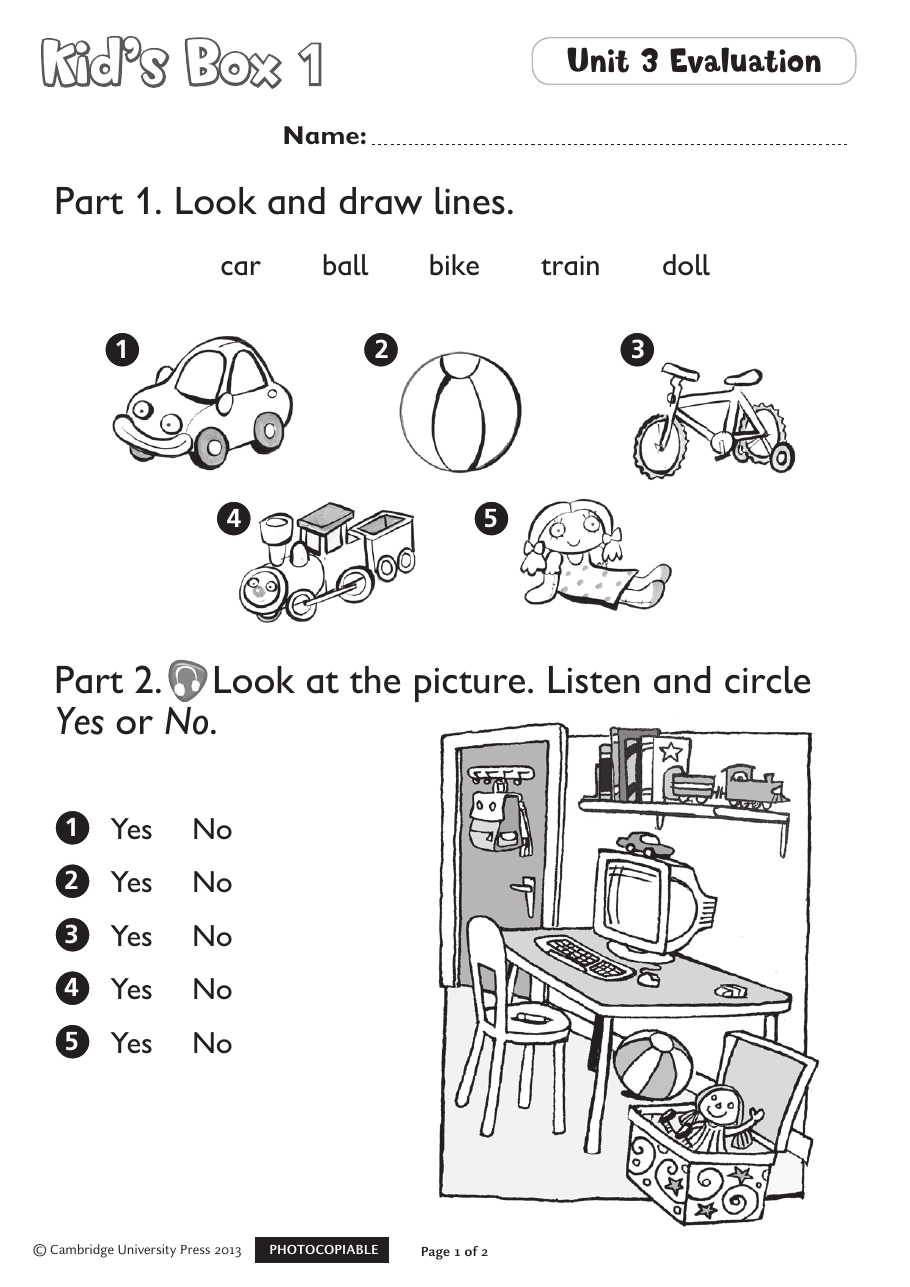 Kid's Box 1
Unit 3 Evaluation
Name:
Part 1. Look and draw lines.
car ball bike train doll
1 2 3
4 5
Part 2. Look at the picture. Listen and circle
Yes or No.
1 Yes No
2 Yes No
3 Yes No
4 Yes No
5 Yes No
© Cambridge University Press 2013 PHOTOCOPIABLE Page 1 of 2